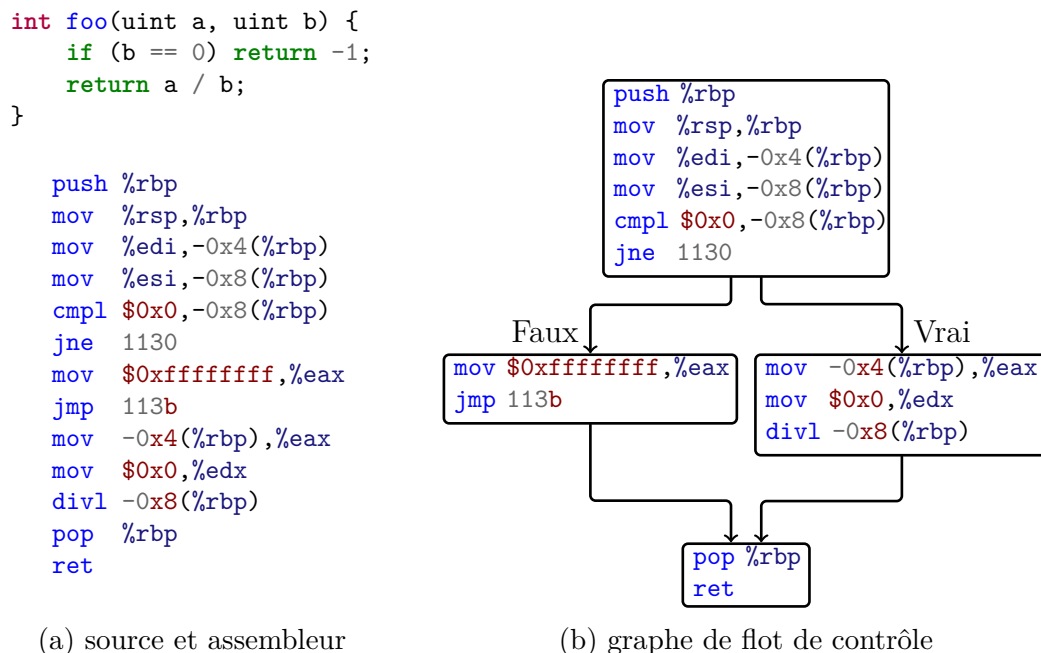 int foo(uint a, uint b) {
    if (b == 0) return -1;
    return a / b;
}
push %rbp
mov %rsp,%rbp
mov %edi,-0x4(%rbp)
mov %esi,-0x8(%rbp)
cmpl $0x0,-0x8(%rbp)
jne 1130
mov $0xffffffff,%eax
jmp 113b
mov -0x4(%rbp),%eax
mov $0x0,%edx
divl -0x8(%rbp)
pop %rbp
ret
(a) source et assembleur
push %rbp
mov %rsp,%rbp
mov %edi,-0x4(%rbp)
mov %esi,-0x8(%rbp)
cmpl $0x0,-0x8(%rbp)
jne 1130
Faux
mov $0xffffffff,%eax
jmp 113b
Vrai
mov -0x4(%rbp),%eax
mov $0x0,%edx
divl -0x8(%rbp)
pop %rbp
ret
(b) graphe de flot de contrôle